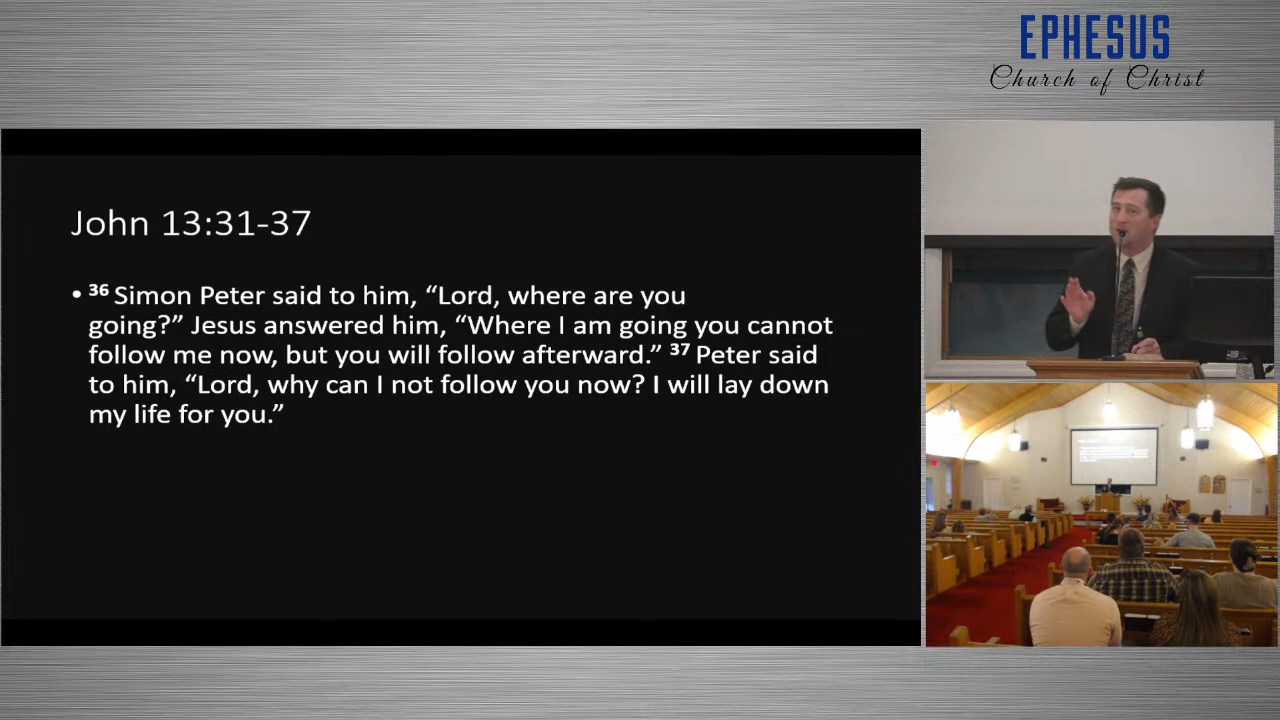 EPHESUS
Church of Christ
John 13:31-37
• 36 Simon Peter said to him, “Lord, where are you
going?” Jesus answered him, “Where I am going you cannot
follow me now, but you will follow afterward.” 37 Peter said
to him, “Lord, why can I not follow you now? I will lay down
my life for you.”